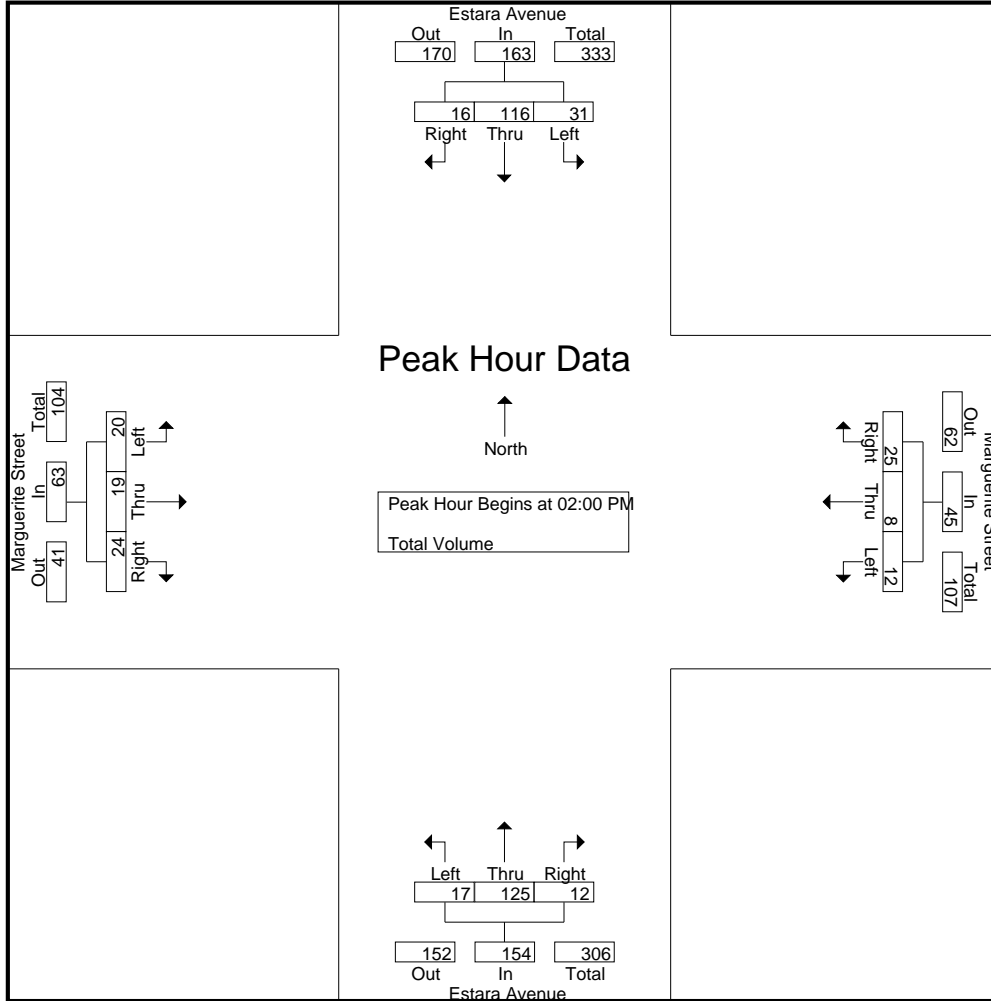 Estara Avenue
Out In Total
170 163 333
16 116 31
Right Thru Left
Peak Hour Data
North
Peak Hour Begins at 02:00 PM
Total Volume
Marguerite Street
Total In Out
104 63 41
20 19 24
Left Thru Right
Marguerite Street
Out In Total
62 45 107
25 8 12
Right Thru Left
Left Thru Right
17 125 12
152 154 306
Out In Total
Estara Avenue